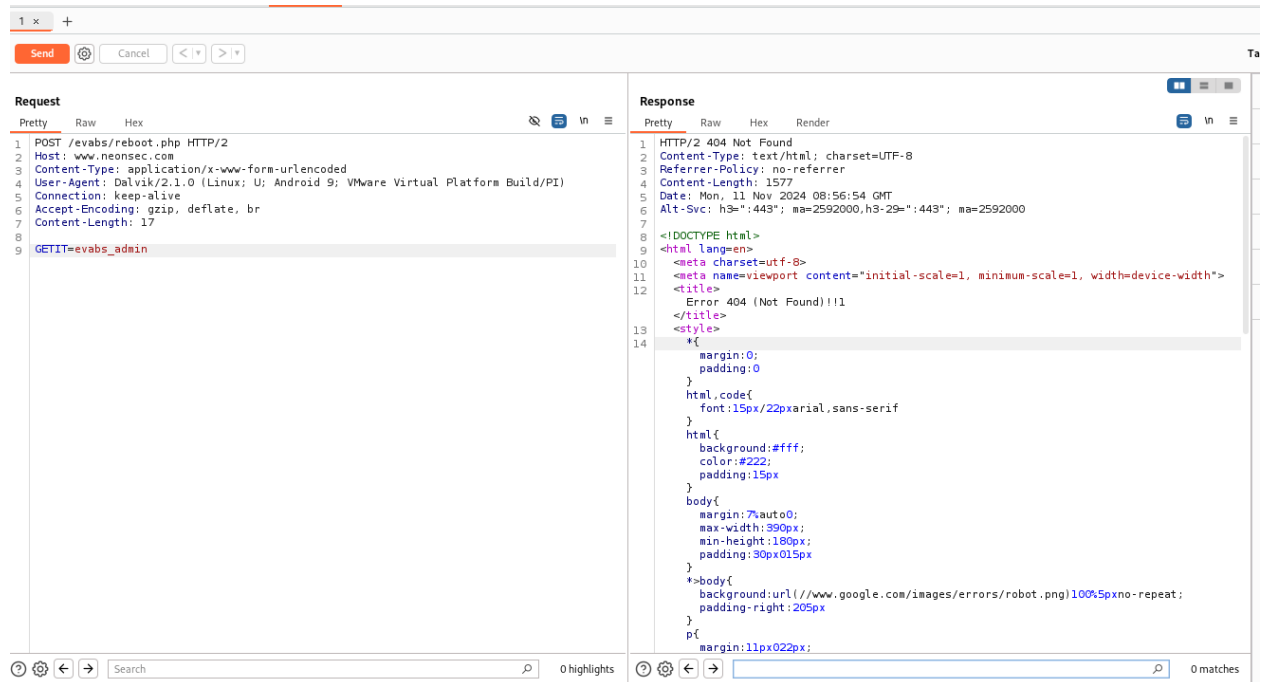 1 × +
Send Cancel < | ▾ > | ▾ Ta
Request
Pretty Raw Hex \n ≡
1 POST /evabs/reboot.php HTTP/2
2 Host: www.neonsec.com
3 Content-Type: application/x-www-form-urlencoded
4 User-Agent: Dalvik/2.1.0 (Linux; U; Android 9; VMware Virtual Platform Build/PI)
5 Connection: keep-alive
6 Accept-Encoding: gzip, deflate, br
7 Content-Length: 17
8
9 GETIT=evabs_admin
Search 0 highlights
Response
Pretty Raw Hex Render \n ≡
1 HTTP/2 404 Not Found
2 Content-Type: text/html; charset=UTF-8
3 Referrer-Policy: no-referrer
4 Content-Length: 1577
5 Date: Mon, 11 Nov 2024 08:56:54 GMT
6 Alt-Svc: h3=":443"; ma=2592000,h3-29=":443"; ma=2592000
7
8 <!DOCTYPE html>
9 <html lang=en>
10 <meta charset=utf-8>
11 <meta name=viewport content="initial-scale=1, minimum-scale=1, width=device-width">
12 <title>
Error 404 (Not Found)!!1
</title>
13 <style>
14 *{
margin:0;
padding:0
}
html,code{
font:15px/22pxarial,sans-serif
}
html{
background:#fff;
color:#222;
padding:15px
}
body{
margin:7%auto0;
max-width:390px;
min-height:180px;
padding:30px015px
}
*>body{
background:url(//www.google.com/images/errors/robot.png)100%5pxno-repeat;
padding-right:205px
}
p{
margin:11px022px;
0 matches